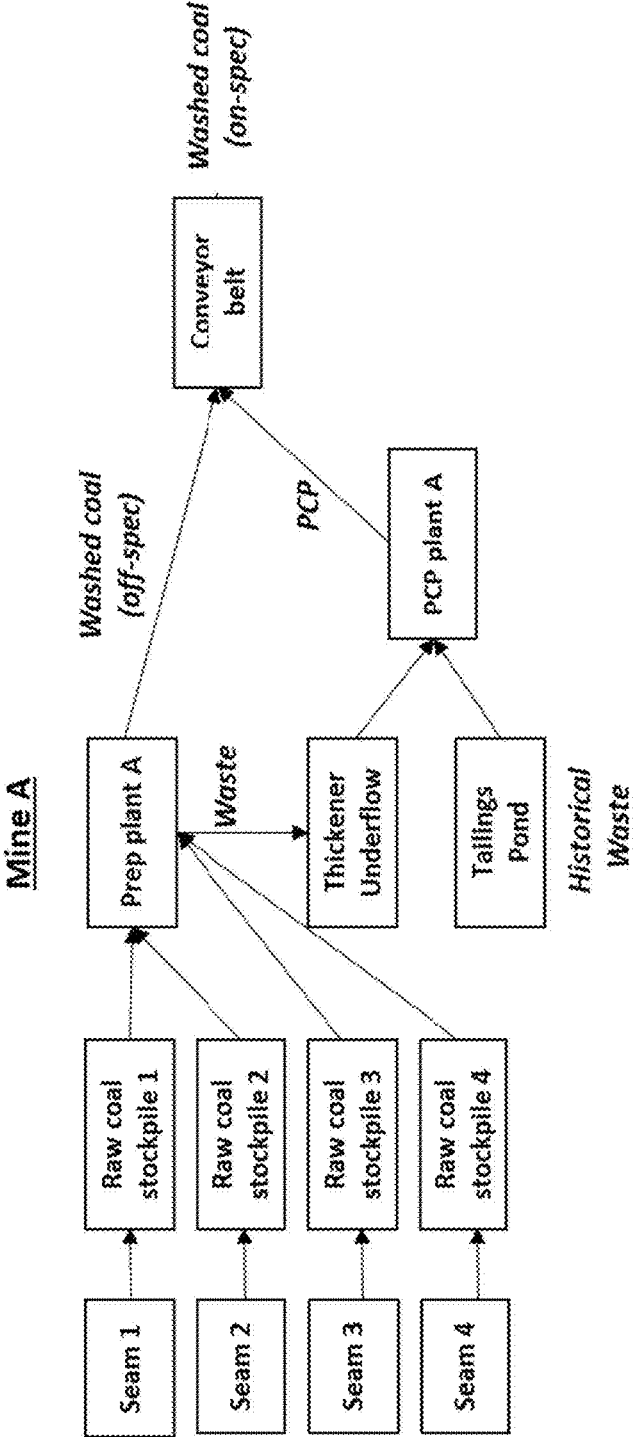 Mine A
Seam 1
Seam 2
Seam 3
Seam 4
Raw coal
stockpile 1
Raw coal
stockpile 2
Raw coal
stockpile 3
Raw coal
stockpile 4
Prep plant A
Waste
Thickener
Underflow
Tailings
Pond
Historical
Waste
Washed coal
(off-spec)
PCP
PCP plant A
Conveyor
belt
Washed coal
(on-spec)